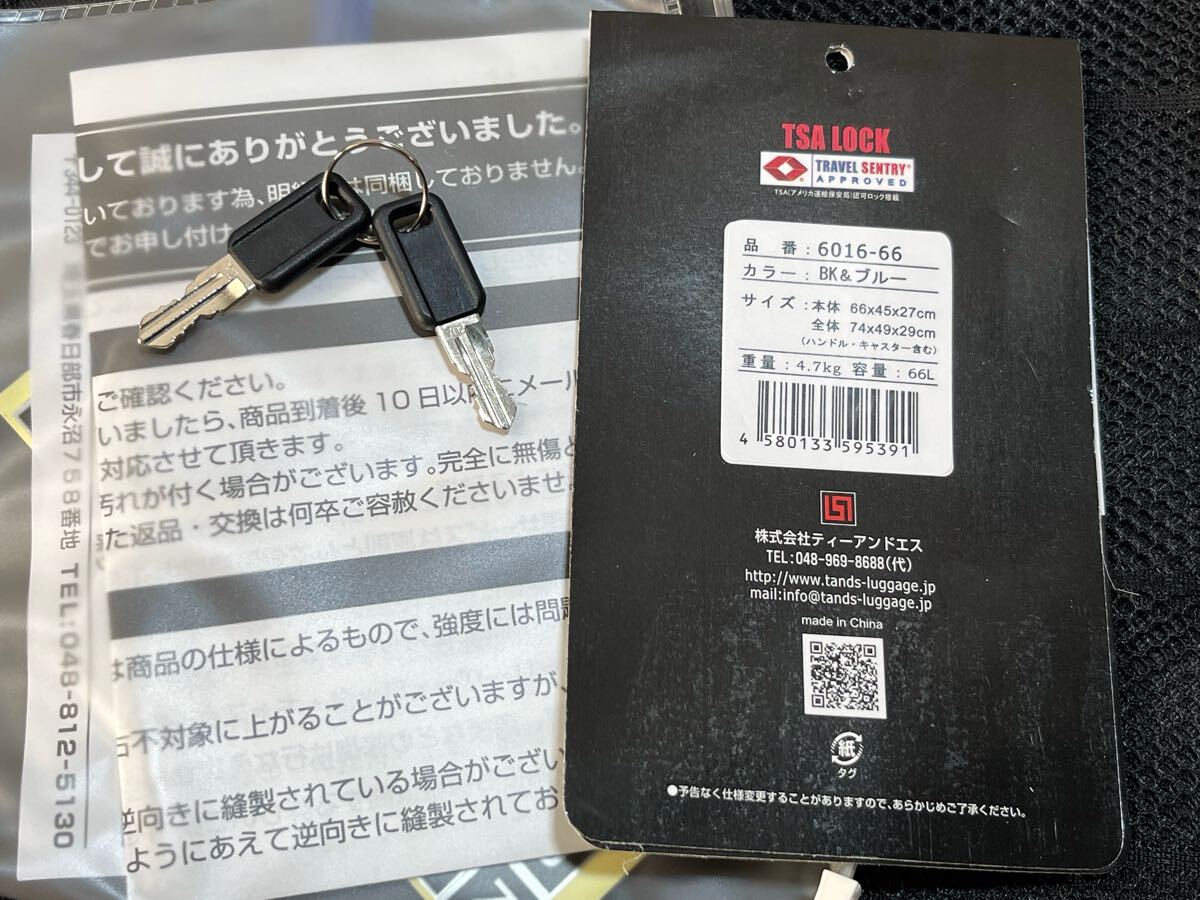 して誠にありがとうございました。
いております為、明細 は同梱しておりません。
でお申し付け
ご確認ください。
いましたら、商品到着後10日以内にメール
対応させて頂きます。
汚れが付く場合がございます。完全に無傷と
た返品・交換は何卒ご容赦くださいませ。
は商品の仕様によるもので、強度には問題
右不対象に上がることがございますが、
逆向きに縫製されている場合がござい
ようにあえて逆向きに縫製されてお
春日部市永沼758番地 TEL:048-812-5130
TSA LOCK
TRAVEL SENTRY®
APPROVED
TSA(アメリカ運輸保安局)認可ロック搭載
品 番:6016-66
カラー:BK&ブルー
サイズ:本体 66x45x27cm
全体 74x49x29cm
(ハンドル・キャスター含む)
重量:4.7kg 容量:66L
4 580133 595391
株式会社ティーアンドエス
TEL:048-969-8688(代)
http://www.tands-luggage.jp
mail:info@tands-luggage.jp
made in China
紙
タグ
●予告なく仕様変更することがありますので、あらかじめご了承ください。